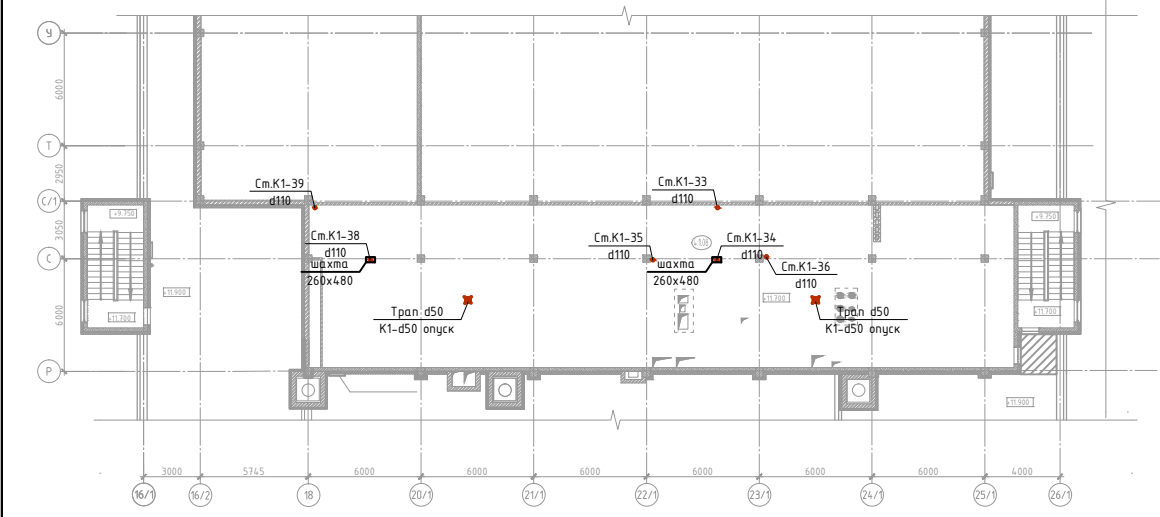 У
6000
Т
2950
С/1
3050
С
6000
Р
Ст.К1-39
d110
Ст.К1-33
d110
+9.750
+9.750
Ст.К1-38
d110
шахта
260х480
Ст.К1-35
d110
шахта
260х480
Ст.К1-34
d110
Ст.К1-36
d110
+11.900
+11.700
+11.700
+11.700
Трап d50
К1-d50 опуск
Трап d50
К1-d50 опуск
+11.900
3000
5745
6000
6000
6000
6000
6000
6000
4000
16/1
16/2
18
20/1
21/1
22/1
23/1
24/1
25/1
26/1